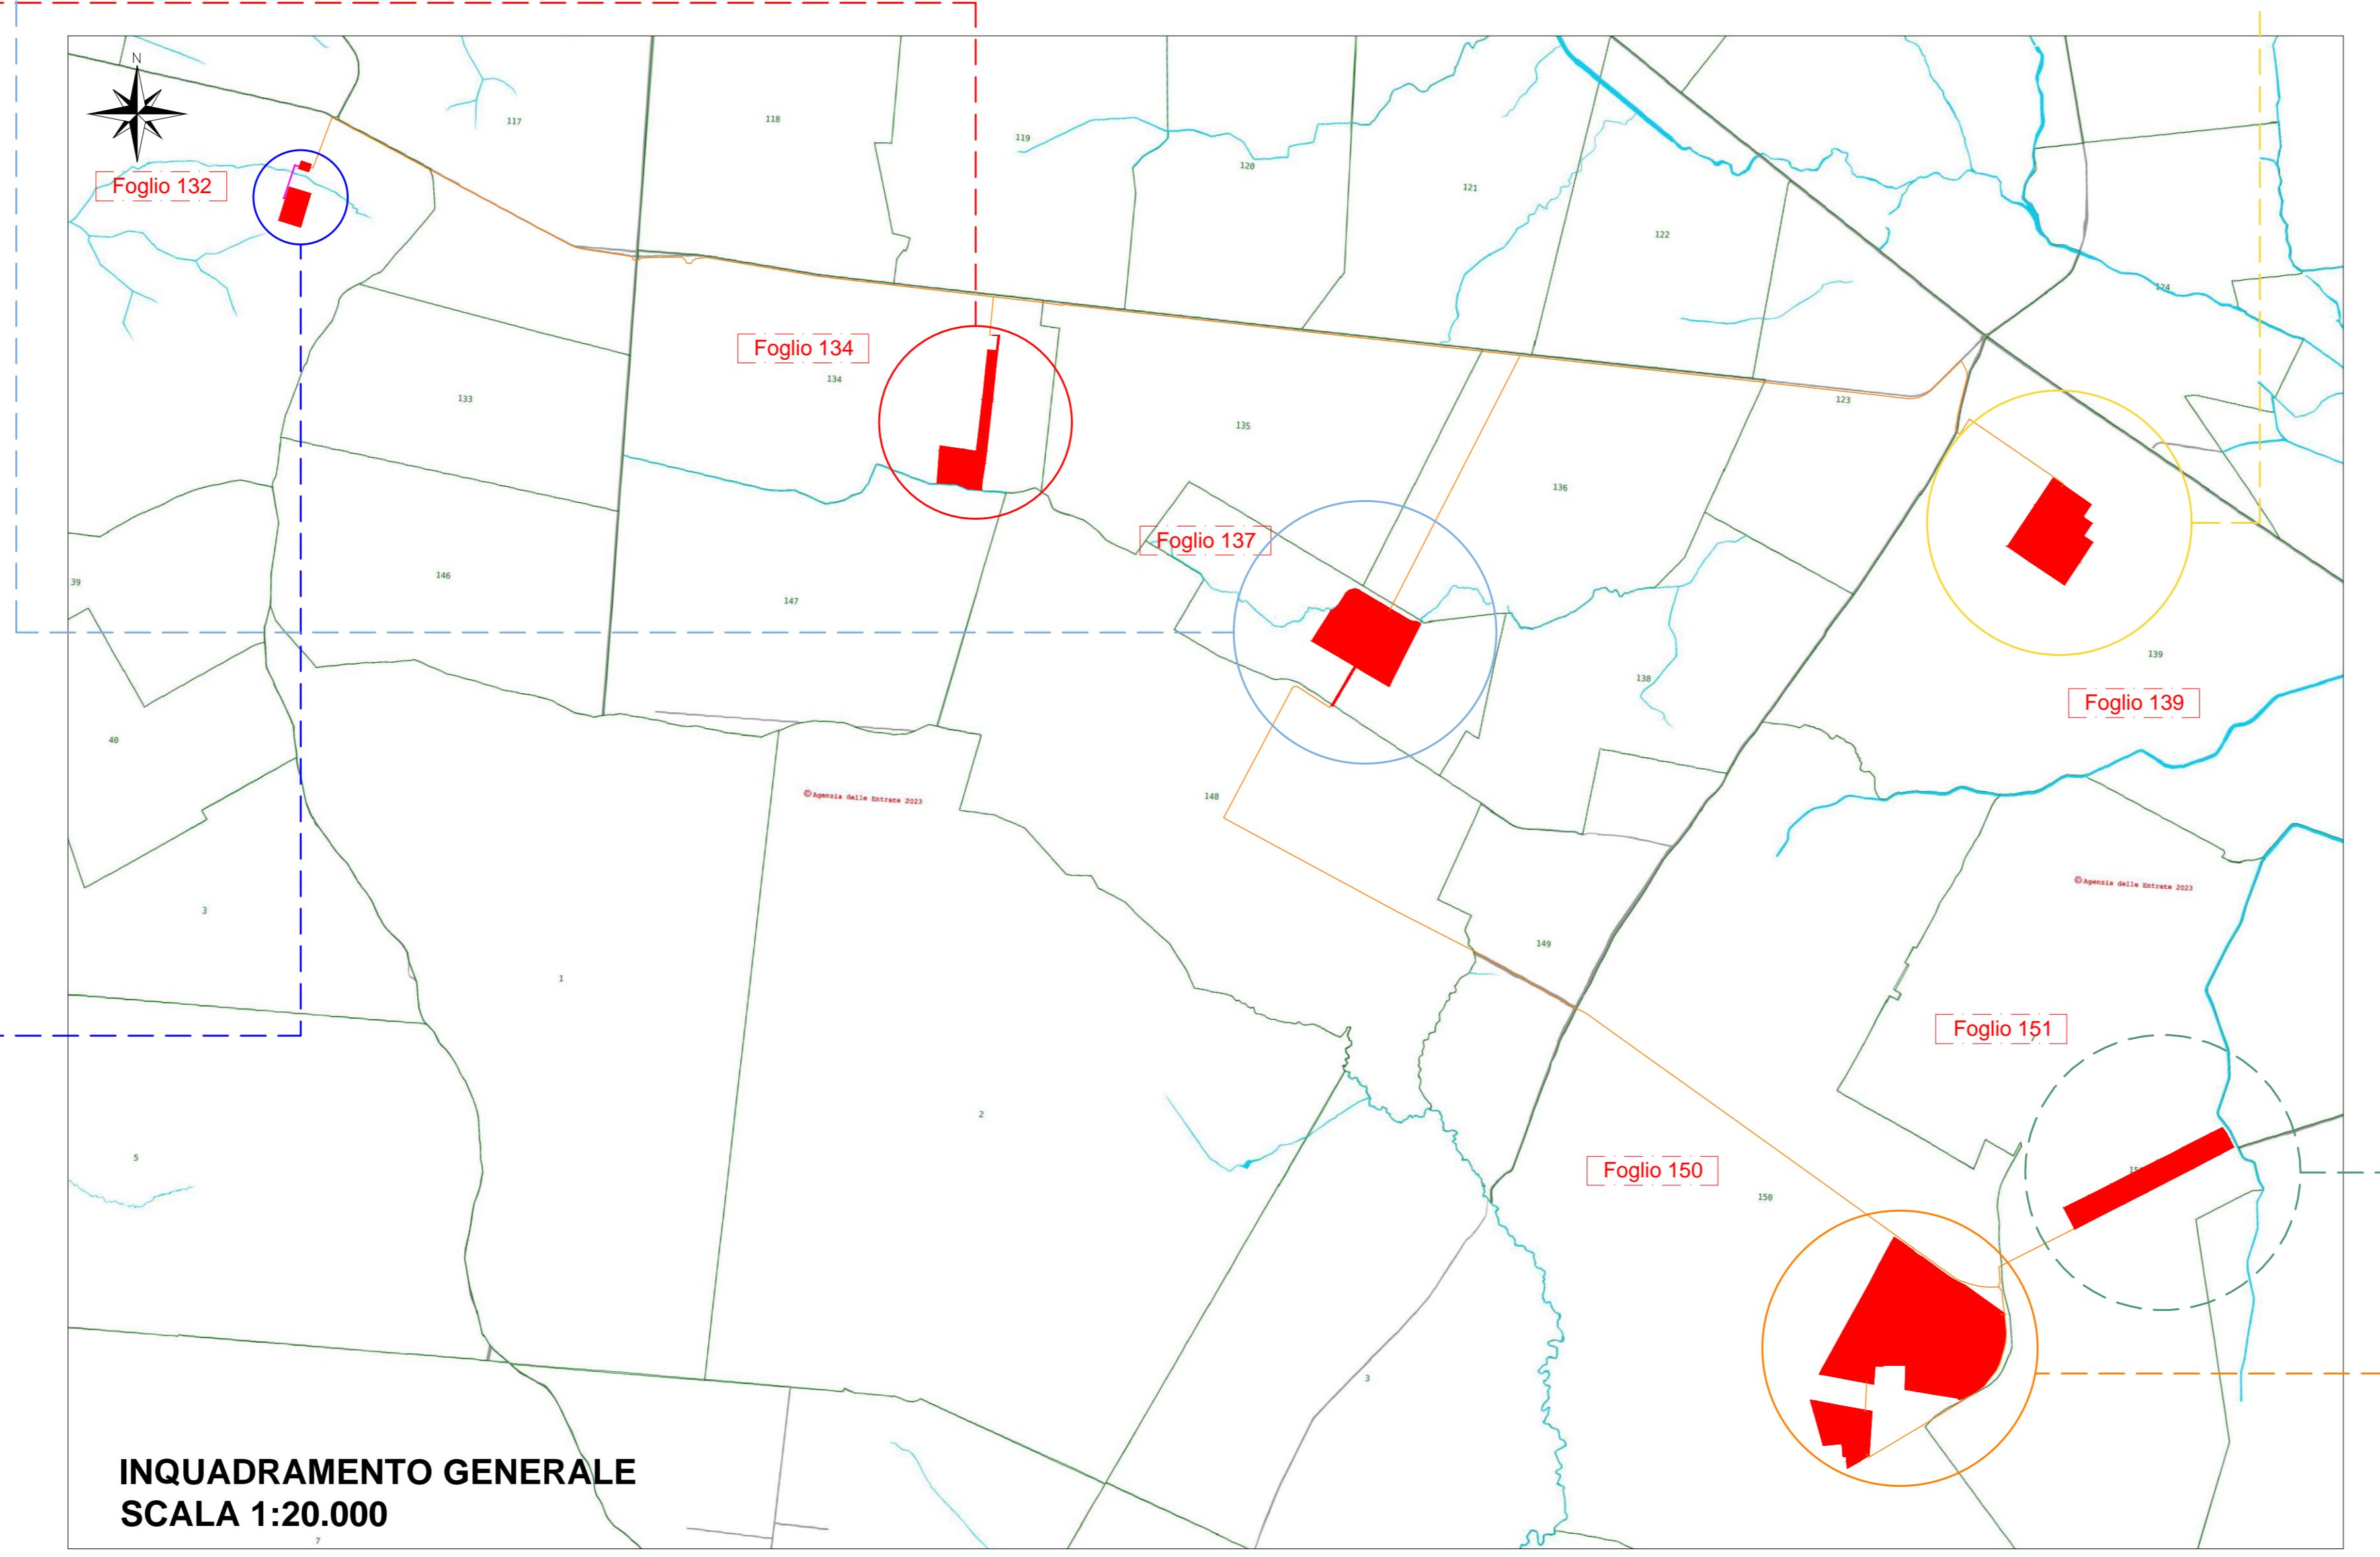 N
117
118
119
120
121
122
124
Foglio 132
Foglio 134
134
133
123
135
136
Foglio 137
39
146
147
139
138
Foglio 139
40
©Agenzia delle Entrate 2023
148
©Agenzia delle Entrate 2023
3
149
1
Foglio 151
2
5
Foglio 150
150
3
INQUADRAMENTO GENERALE
SCALA 1:20.000
7